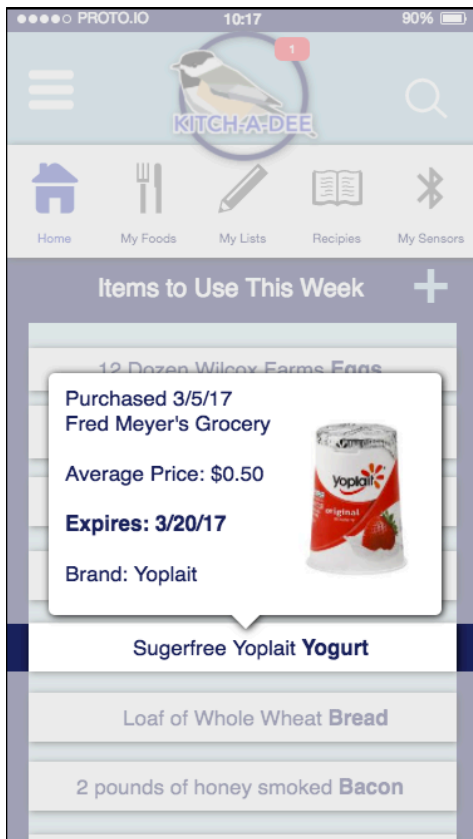 PROTO.IO 10:17 90%
1
KITCH-A-DEE
Home My Foods My Lists Recipies My Sensors
Items to Use This Week +
12 Dozen Wilcox Farms Eggs
Purchased 3/5/17
Fred Meyer's Grocery
Average Price: $0.50
Expires: 3/20/17
Brand: Yoplait
Yoplait
original
Sugerfree Yoplait Yogurt
Loaf of Whole Wheat Bread
2 pounds of honey smoked Bacon